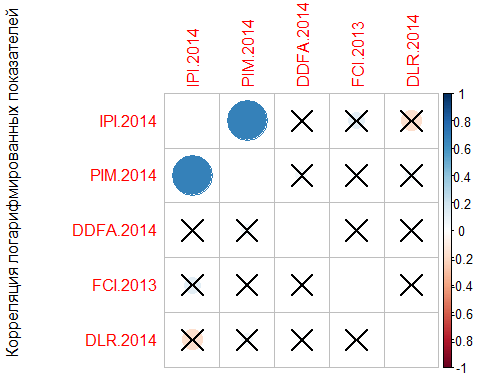 Корреляция логарифмированных показателей
IPI.2014
PIM.2014
DDFA.2014
FCI.2013
DLR.2014
IPI.2014
PIM.2014
DDFA.2014
FCI.2013
DLR.2014
1
0.8
0.6
0.4
0.2
0
-0.2
-0.4
-0.6
-0.8
-1